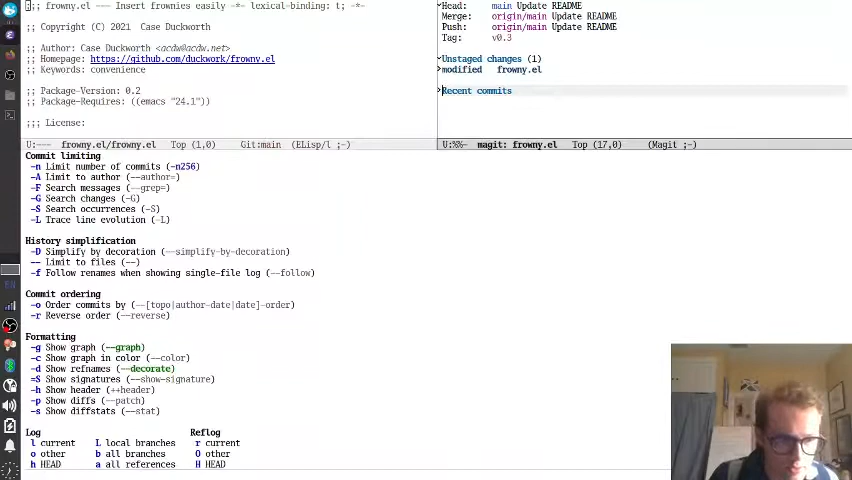 ;;; frowny.el --- Insert frownies easily -*- lexical-binding: t; -*-
;; Copyright (C) 2021 Case Duckworth
;; Author: Case Duckworth <acdw@acdw.net>
;; Homepage: https://github.com/duckwork/frowny.el
;; Keywords: convenience
;; Package-Version: 0.2
;; Package-Requires: ((emacs "24.1"))
;;; License:
U:--- frowny.el/frowny.el Top (1,0) Git:main (ELisp/l ;-)
Head: main Update README
Merge: origin/main Update README
Push: origin/main Update README
Tag: v0.3
Unstaged changes (1)
modified frowny.el
Recent commits
U:%%- magit: frowny.el Top (17,0) (Magit ;-)
Commit limiting
-n Limit number of commits (-n256)
-A Limit to author (--author=)
-F Search messages (--grep=)
-G Search changes (-G)
-S Search occurrences (-S)
-L Trace line evolution (-L)
History simplification
-D Simplify by decoration (--simplify-by-decoration)
-- Limit to files (--)
-f Follow renames when showing single-file log (--follow)
Commit ordering
-o Order commits by (--[topo|author-date|date]-order)
-r Reverse order (--reverse)
Formatting
-g Show graph (--graph)
-c Show graph in color (--color)
-d Show refnames (--decorate)
=S Show signatures (--show-signature)
-h Show header (++header)
-p Show diffs (--patch)
-s Show diffstats (--stat)
Log Reflog
l current L local branches r current
o other b all branches O other
h HEAD a all references H HEAD